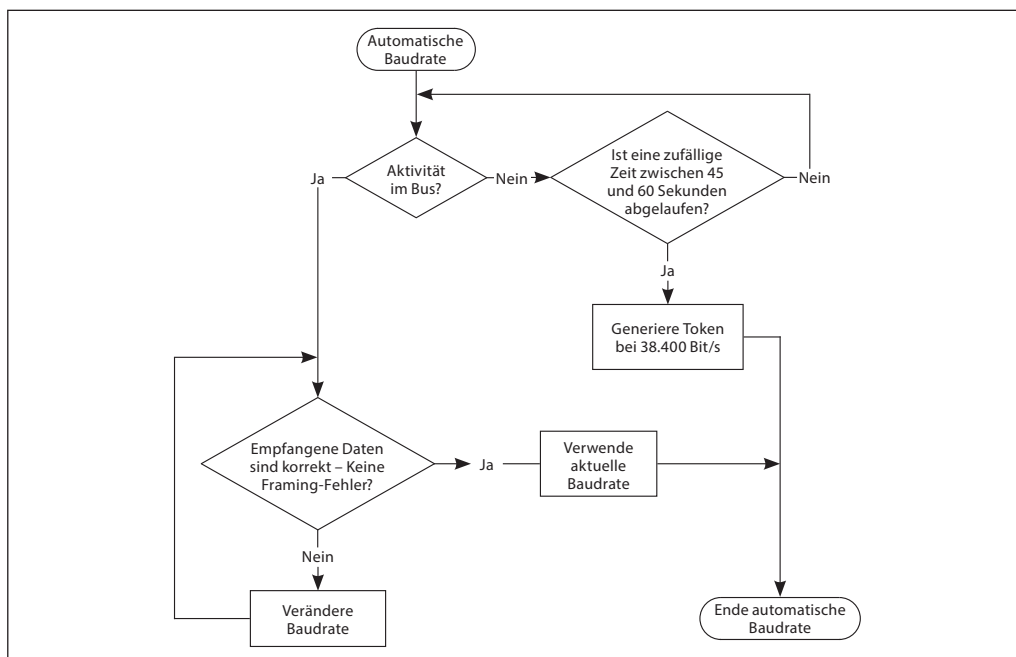 Automatische
Baudrate
Ja
Aktivität
im Bus?
Nein
Ist eine zufällige
Zeit zwischen 45
und 60 Sekunden
abgelaufen?
Nein
Ja
Generiere Token
bei 38.400 Bit/s
Empfangene Daten
sind korrekt – Keine
Framing-Fehler?
Ja
Verwende
aktuelle
Baudrate
Nein
Verändere
Baudrate
Ende automatische
Baudrate